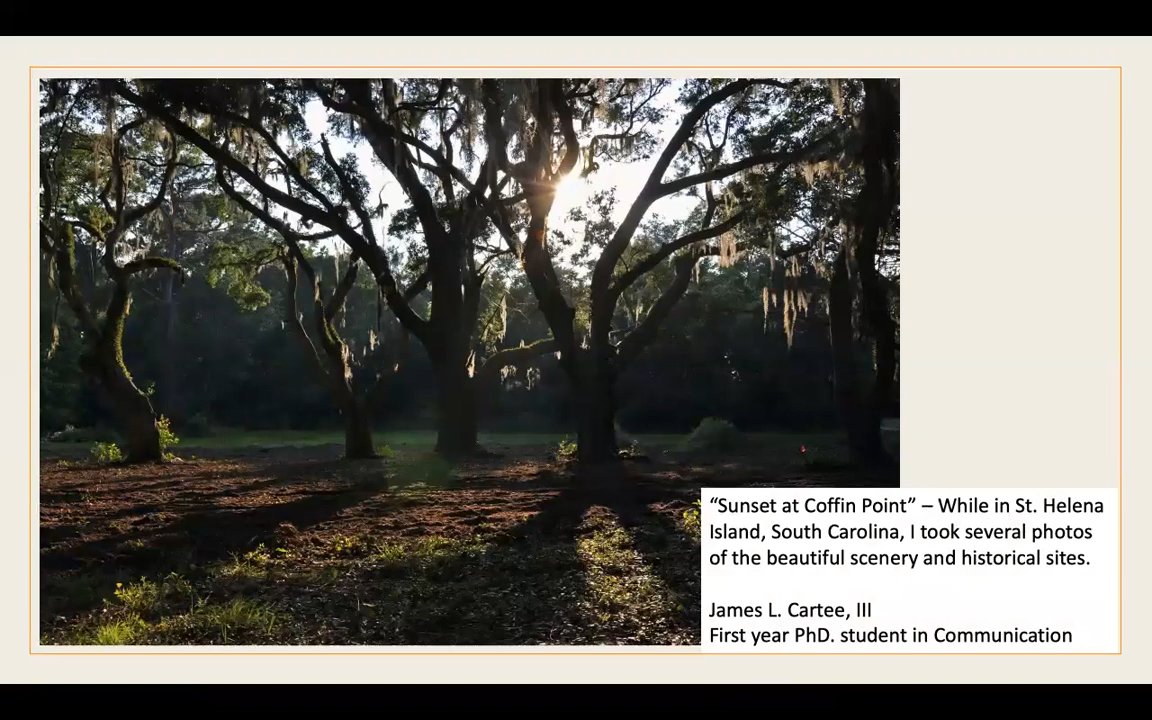 “Sunset at Coffin Point” – While in St. Helena
Island, South Carolina, I took several photos
of the beautiful scenery and historical sites.
James L. Cartee, III
First year PhD. student in Communication